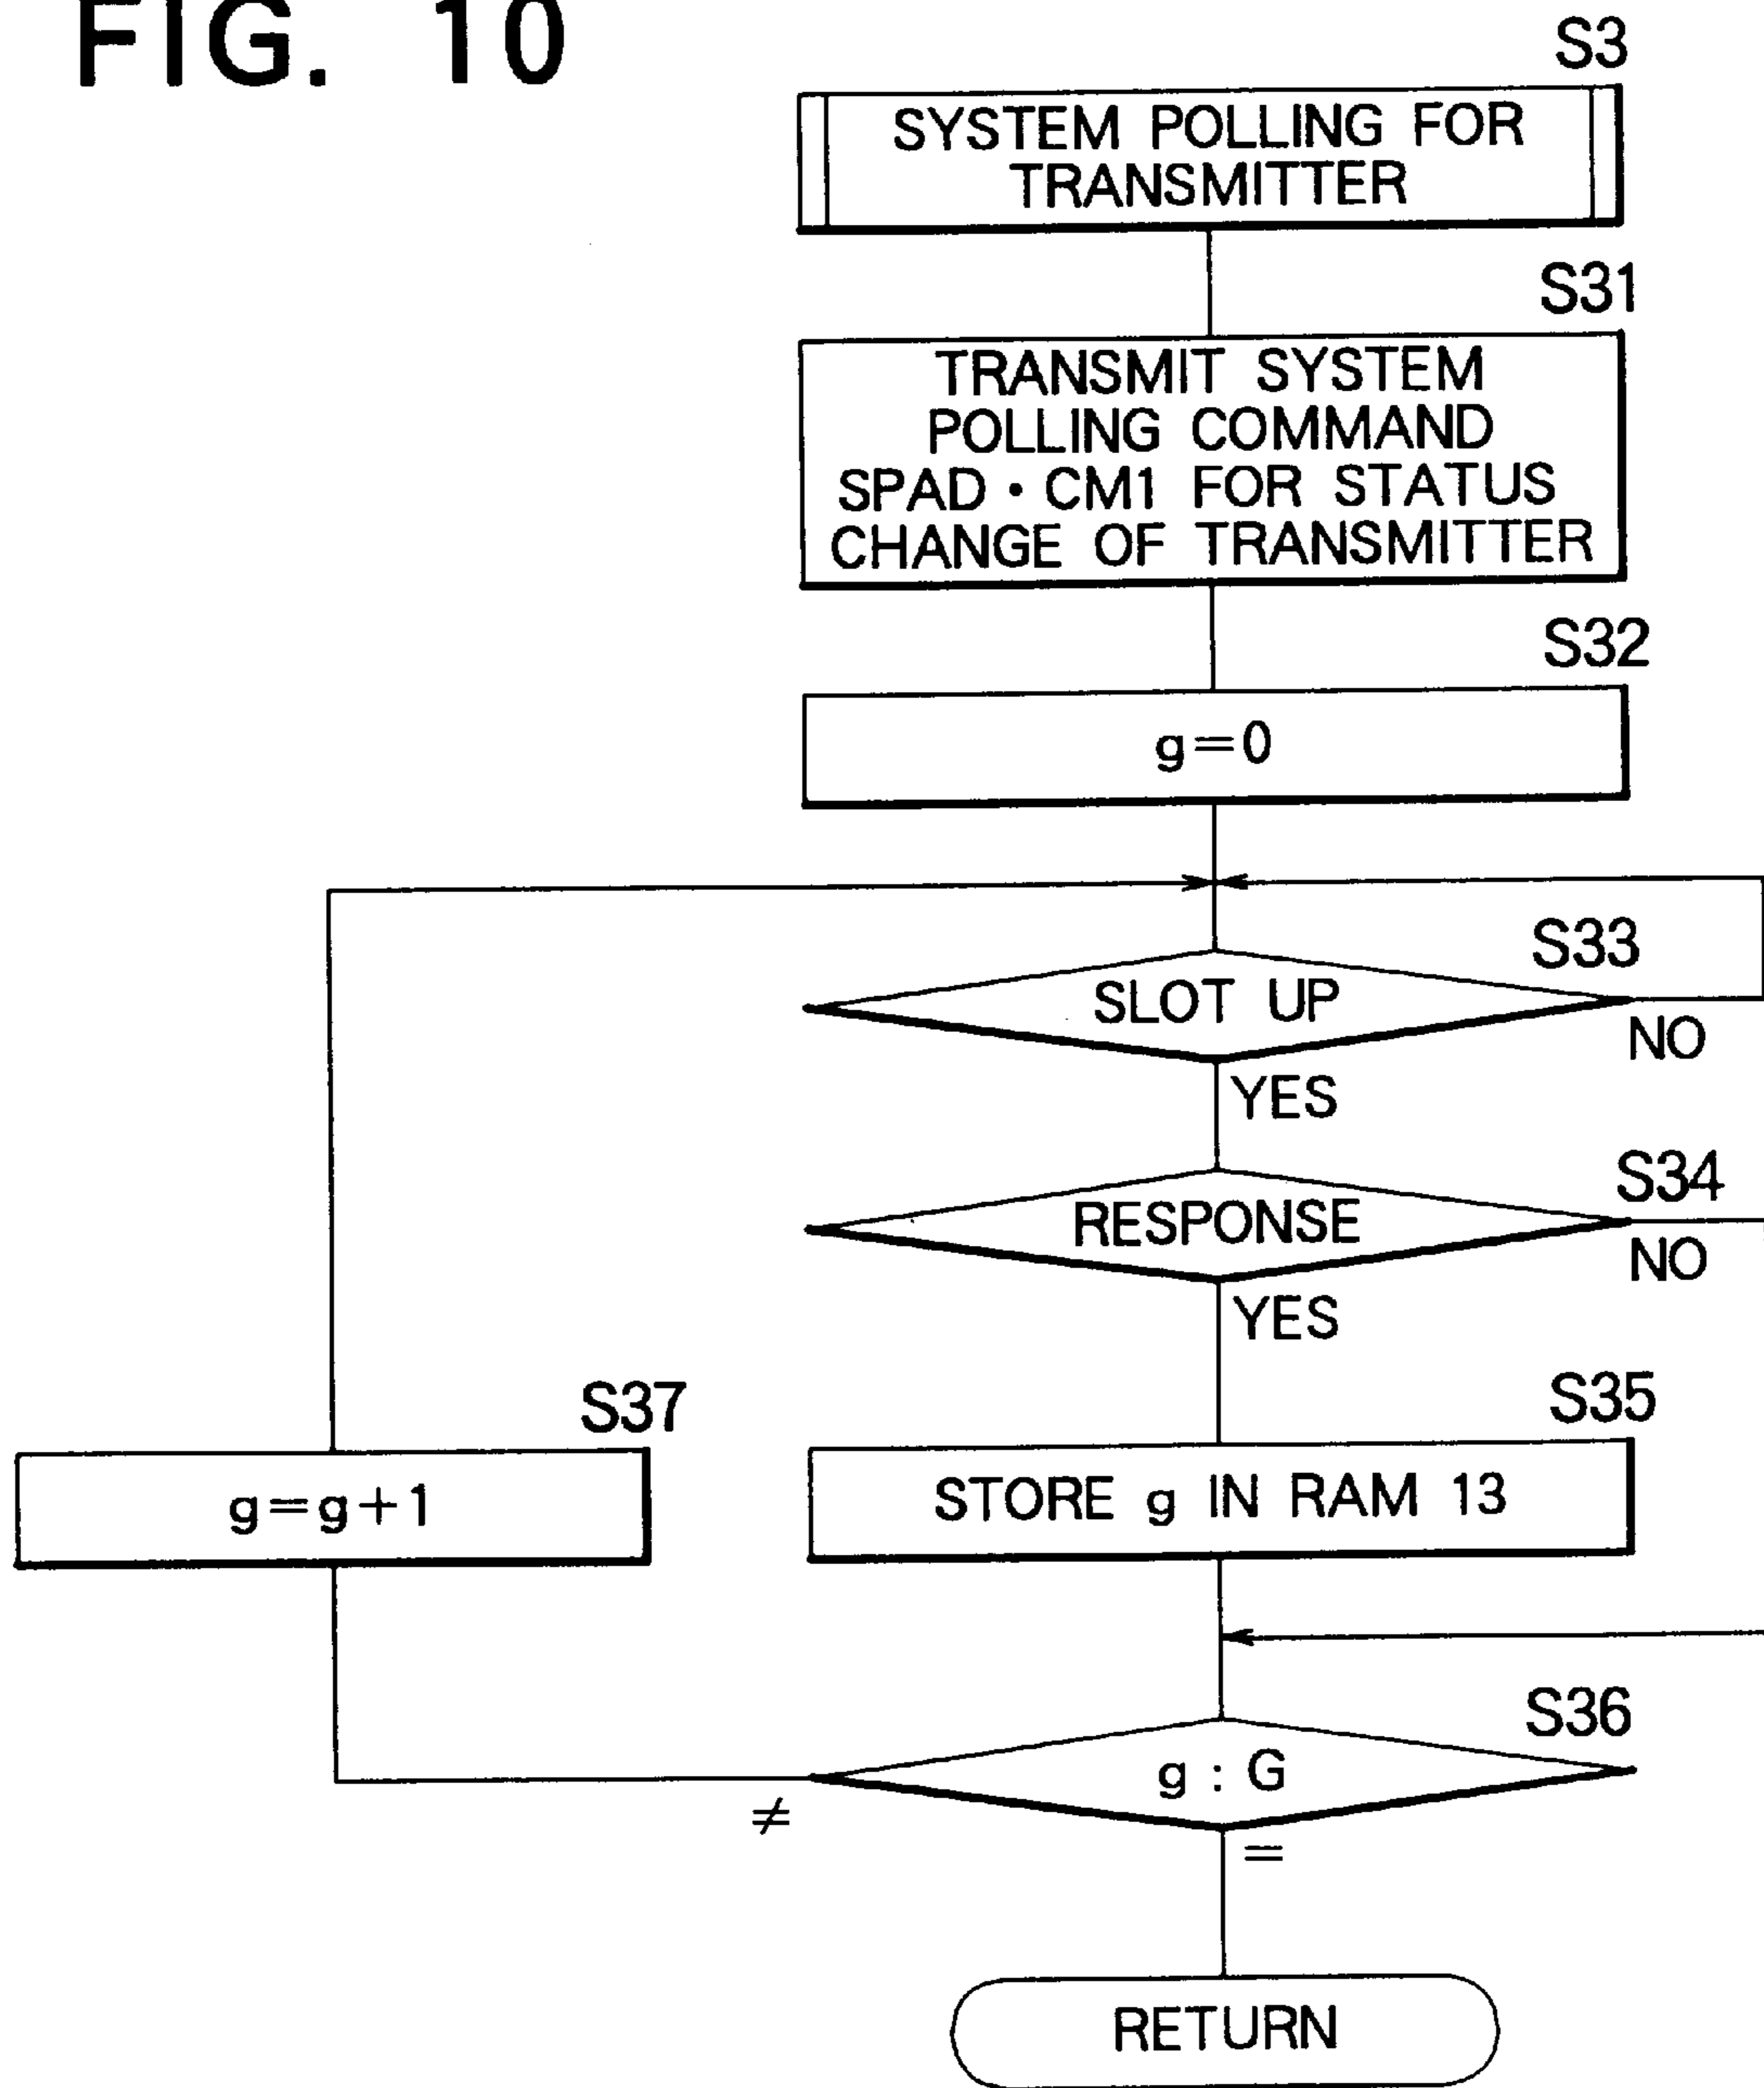 FIG. 10
S3
SYSTEM POLLING FOR
TRANSMITTER
S31
TRANSMIT SYSTEM
POLLING COMMAND
SPAD・CM1 FOR STATUS
CHANGE OF TRANSMITTER
S32
g=0
S33
SLOT UP
NO
YES
S34
RESPONSE
NO
YES
S37
g=g+1
S35
STORE g IN RAM 13
S36
g : G
≠
=
RETURN